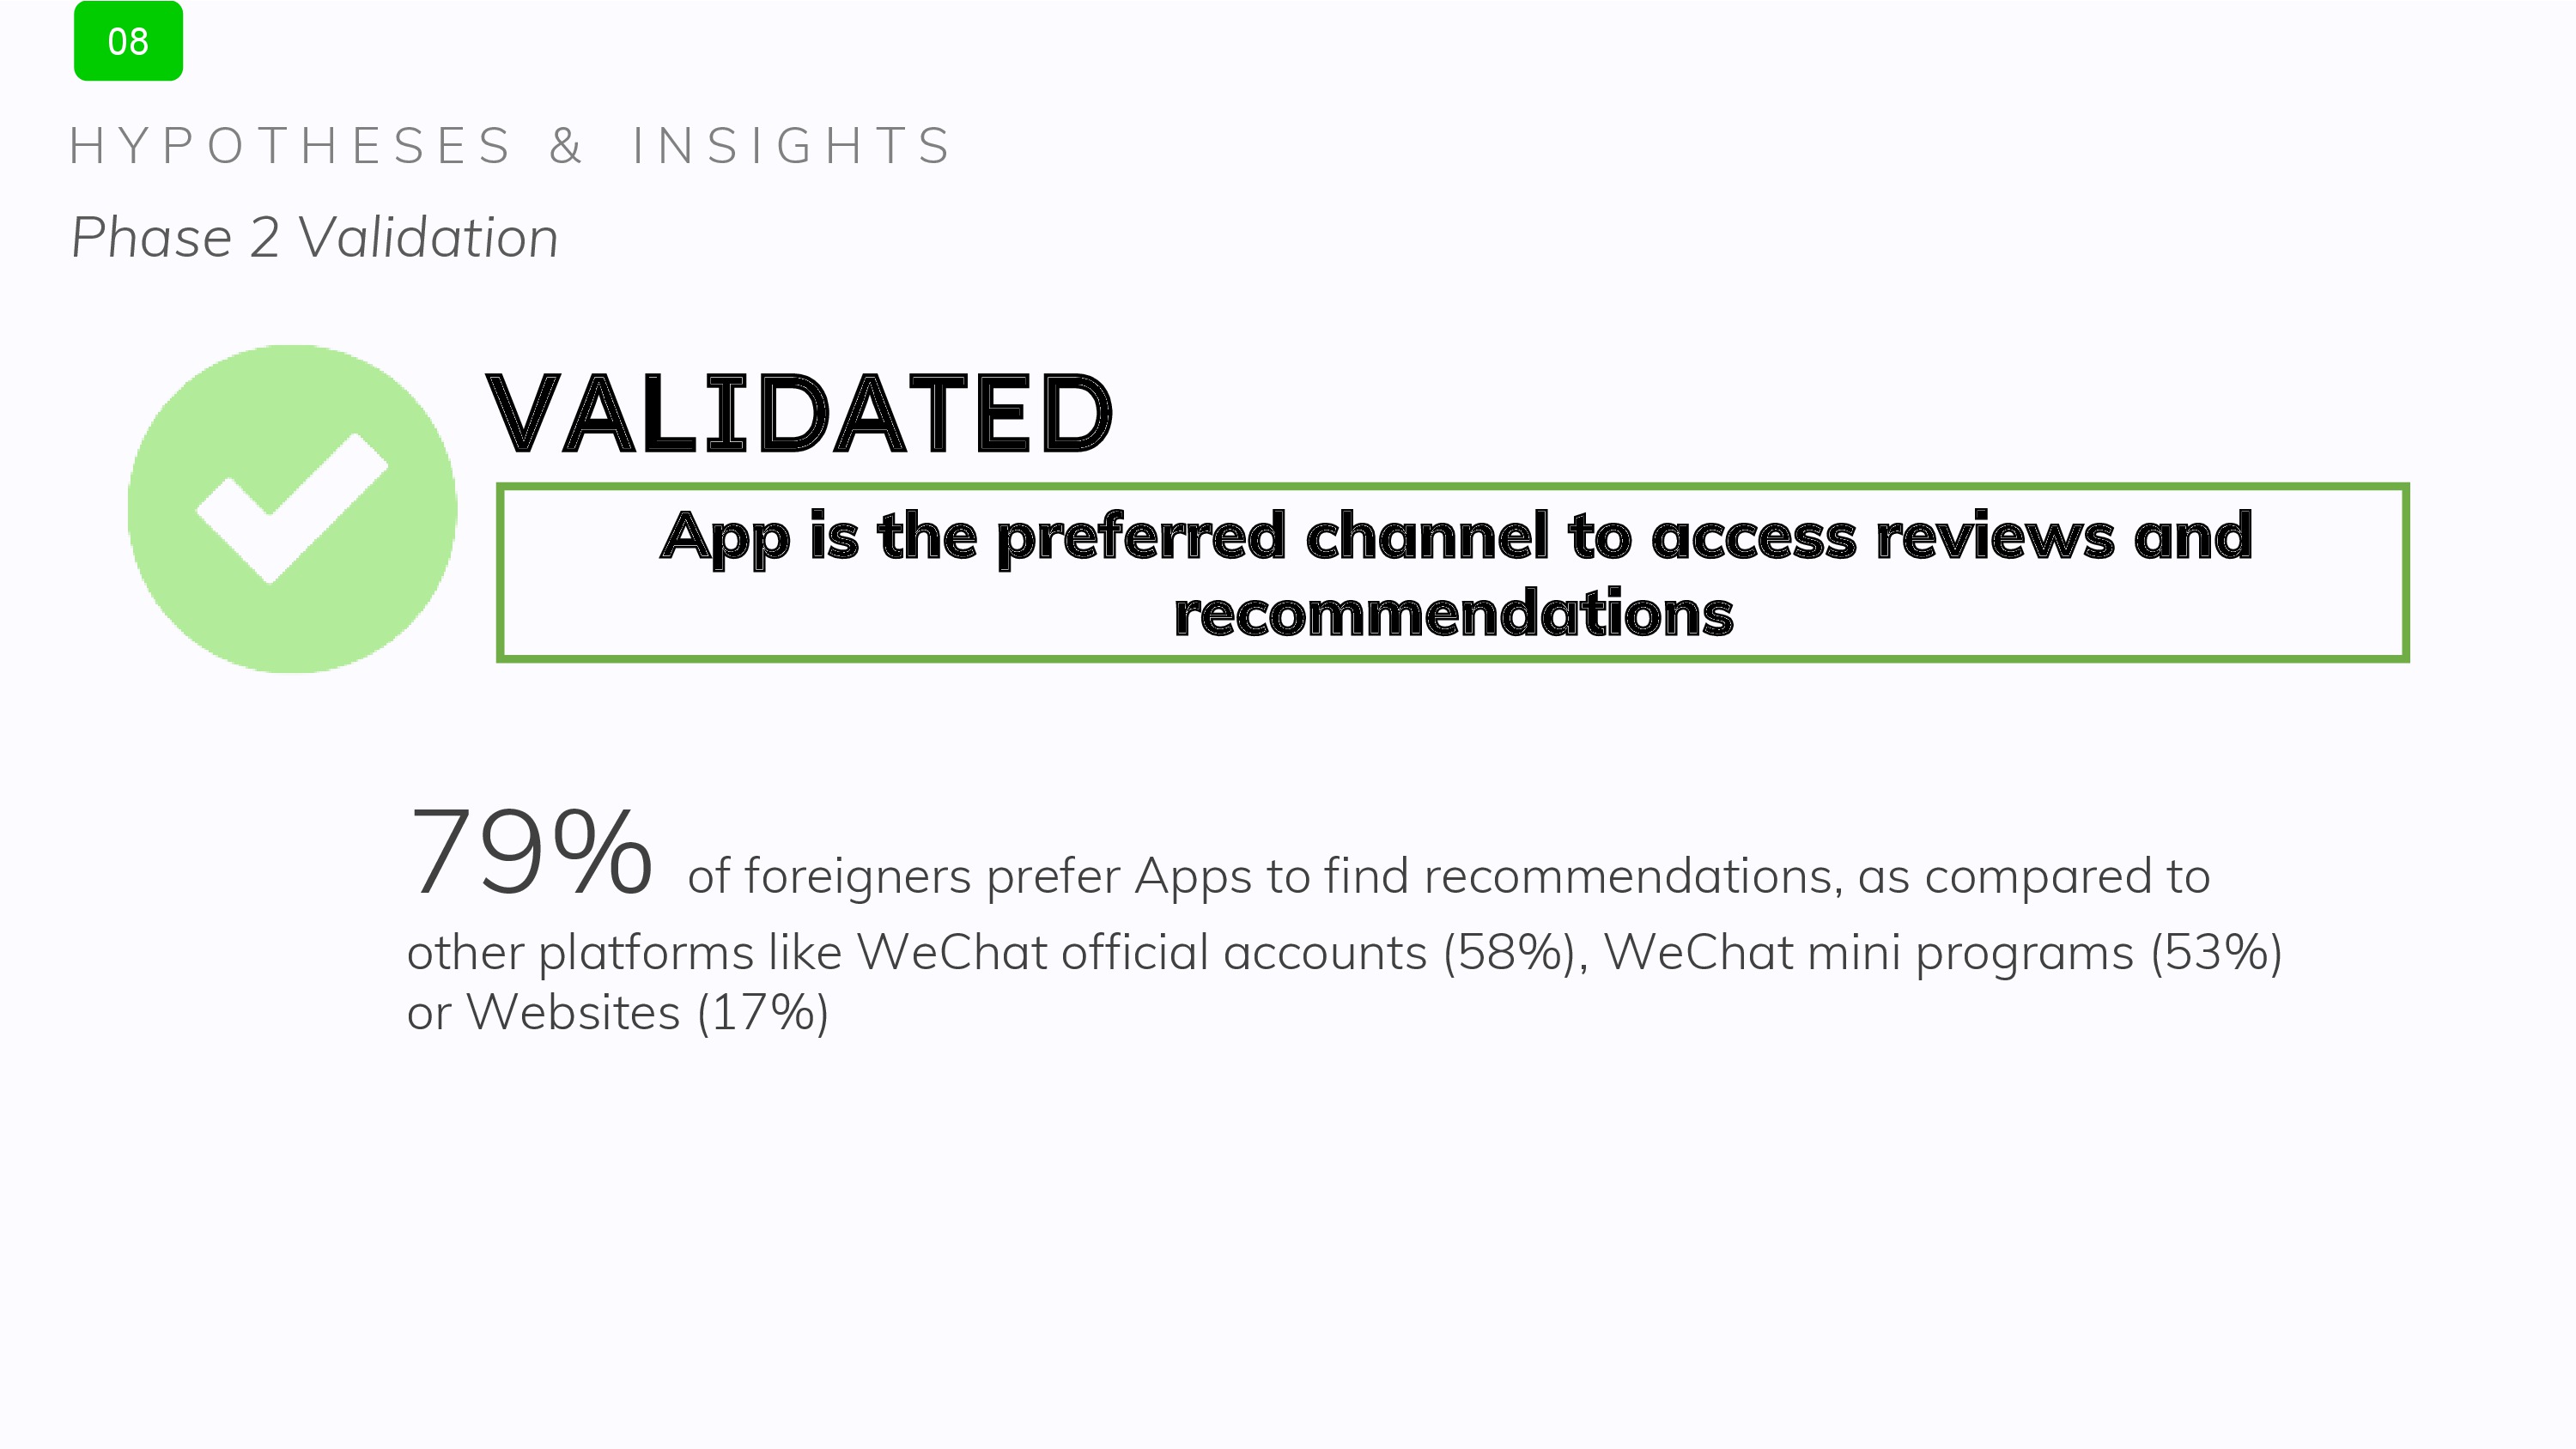 08
HYPOTHESES & INSIGHTS
Phase 2 Validation
VALIDATED
App is the preferred channel to access reviews and
recommendations
79% of foreigners prefer Apps to find recommendations, as compared to
other platforms like WeChat official accounts (58%), WeChat mini programs (53%)
or Websites (17%)